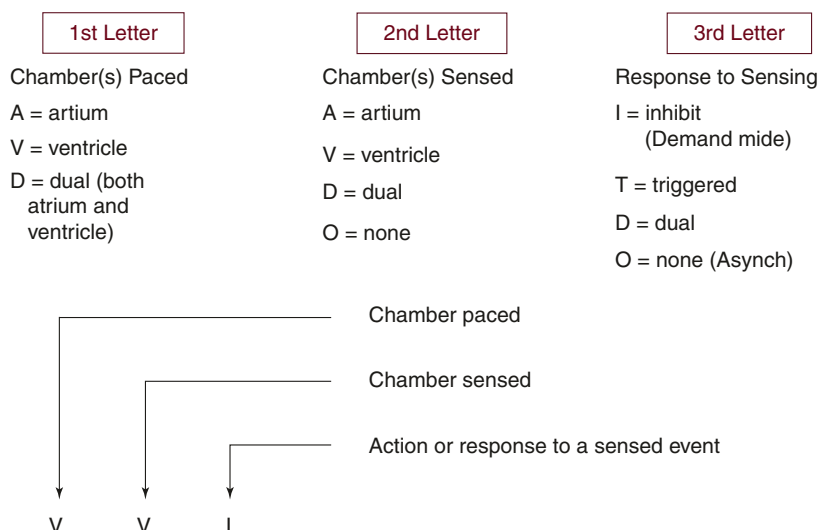 1st Letter
Chamber(s) Paced
A = artium
V = ventricle
D = dual (both
atrium and
ventricle)
2nd Letter
Chamber(s) Sensed
A = artium
V = ventricle
D = dual
O = none
3rd Letter
Response to Sensing
I = inhibit
(Demand mide)
T = triggered
D = dual
O = none (Asynch)
Chamber paced
Chamber sensed
Action or response to a sensed event
V V I